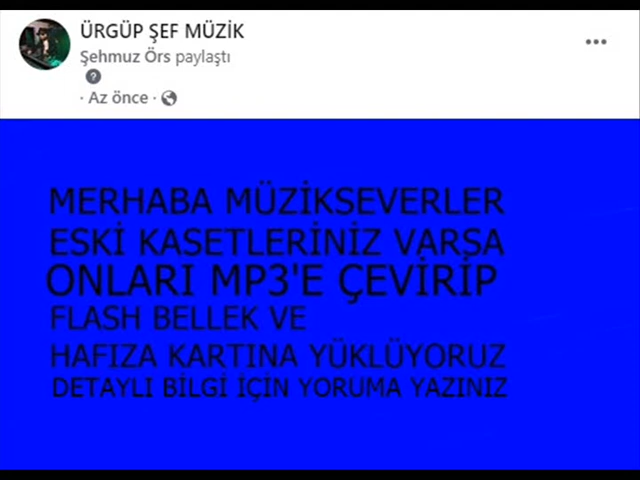 ÜRGÜP ŞEF MÜZİK
Şehmuz Örs paylaştı
?
· Az önce ·
MERHABA MÜZİKSEVERLER
ESKİ KASETLERİNİZ VARSA
ONLARI MP3'E ÇEVİRİP
FLASH BELLEK VE
HAFIZA KARTINA YÜKLÜYORUZ
DETAYLI BİLGİ İÇİN YORUMA YAZINIZ